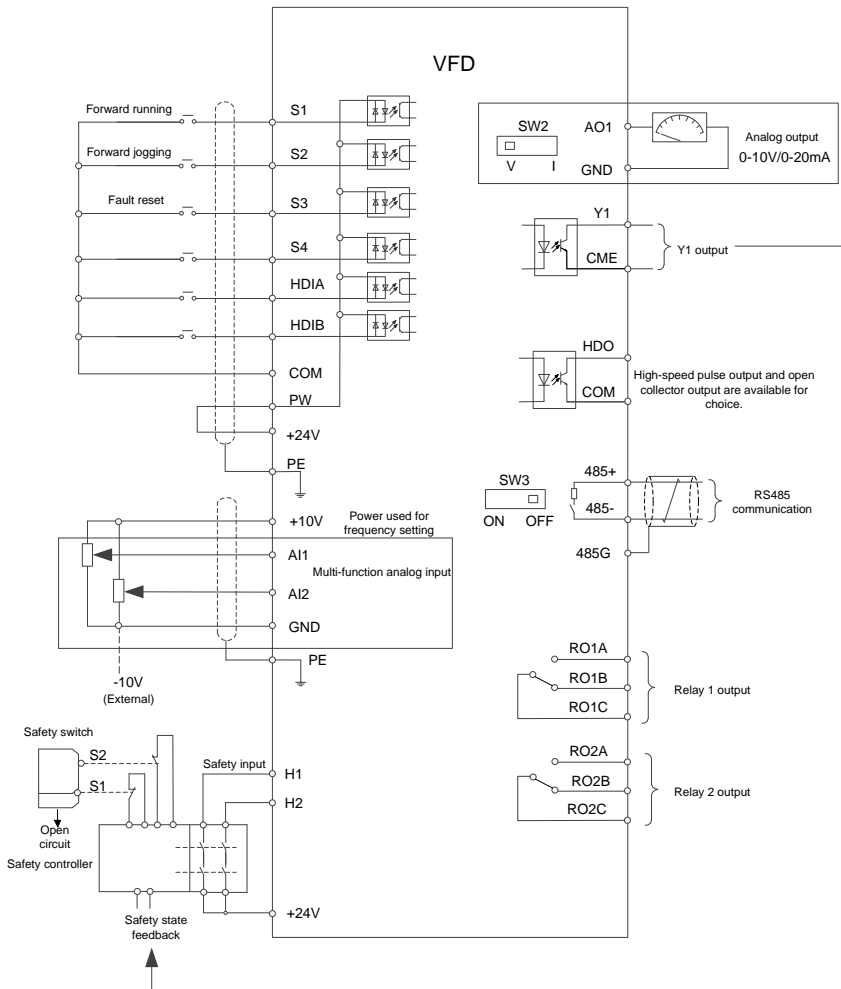 VFD
Forward running
S1
Forward jogging
S2
Fault reset
S3
S4
HDIA
HDIB
COM
PW
+24V
PE
+10V
Power used for
frequency setting
AI1
Multi-function analog input
AI2
GND
PE
-10V
(External)
Safety switch
S2
S1
Open
circuit
Safety controller
Safety input
H1
H2
+24V
Safety state
feedback
SW2
V I
AO1
GND
Analog output
0-10V/0-20mA
Y1
CME
Y1 output
HDO
COM
High-speed pulse output and open
collector output are available for
choice.
SW3
ON OFF
485+
485-
485G
RS485
communication
RO1A
RO1B
RO1C
Relay 1 output
RO2A
RO2B
RO2C
Relay 2 output